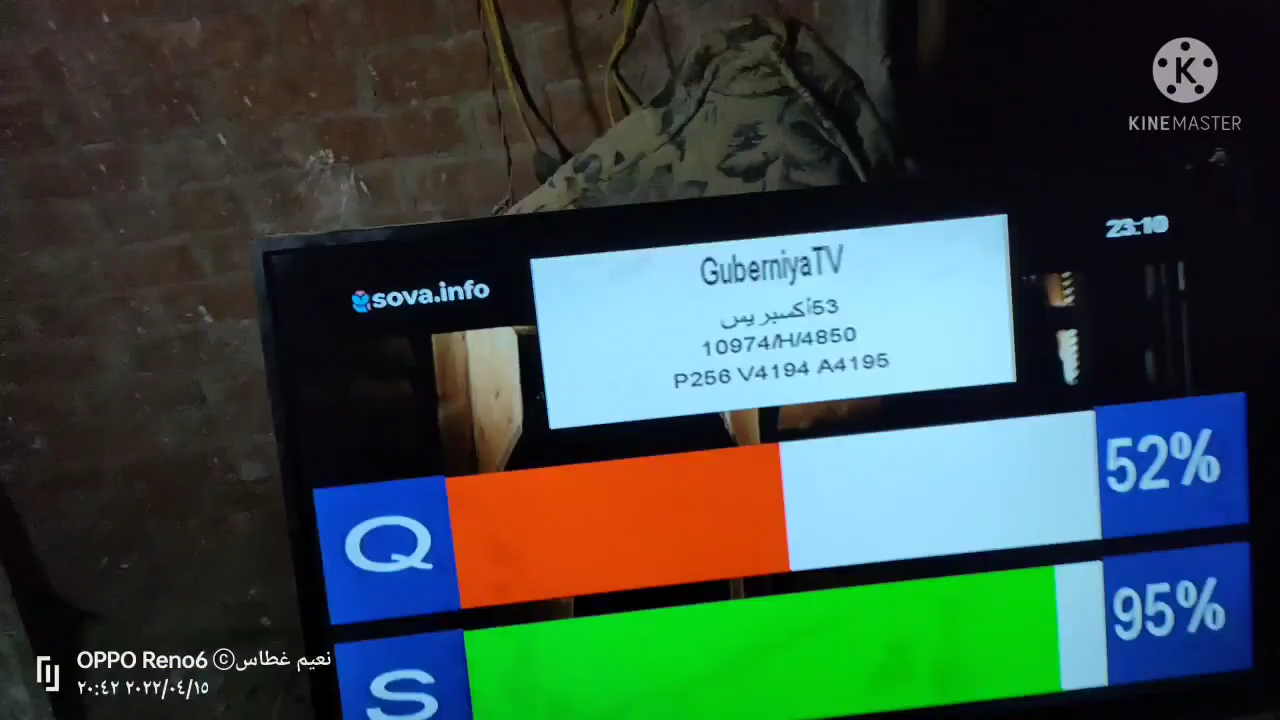 KINEMASTER
23:10
sova.info
GuberniyaTV
أكسبريس53
10974/H/4850
P256 V4194 A4195
Q 52%
S 95%
OPPO Reno6 ©نعيم غطاس
٢٠٢٢/٠٤/١٥ ٢٠:٤٢